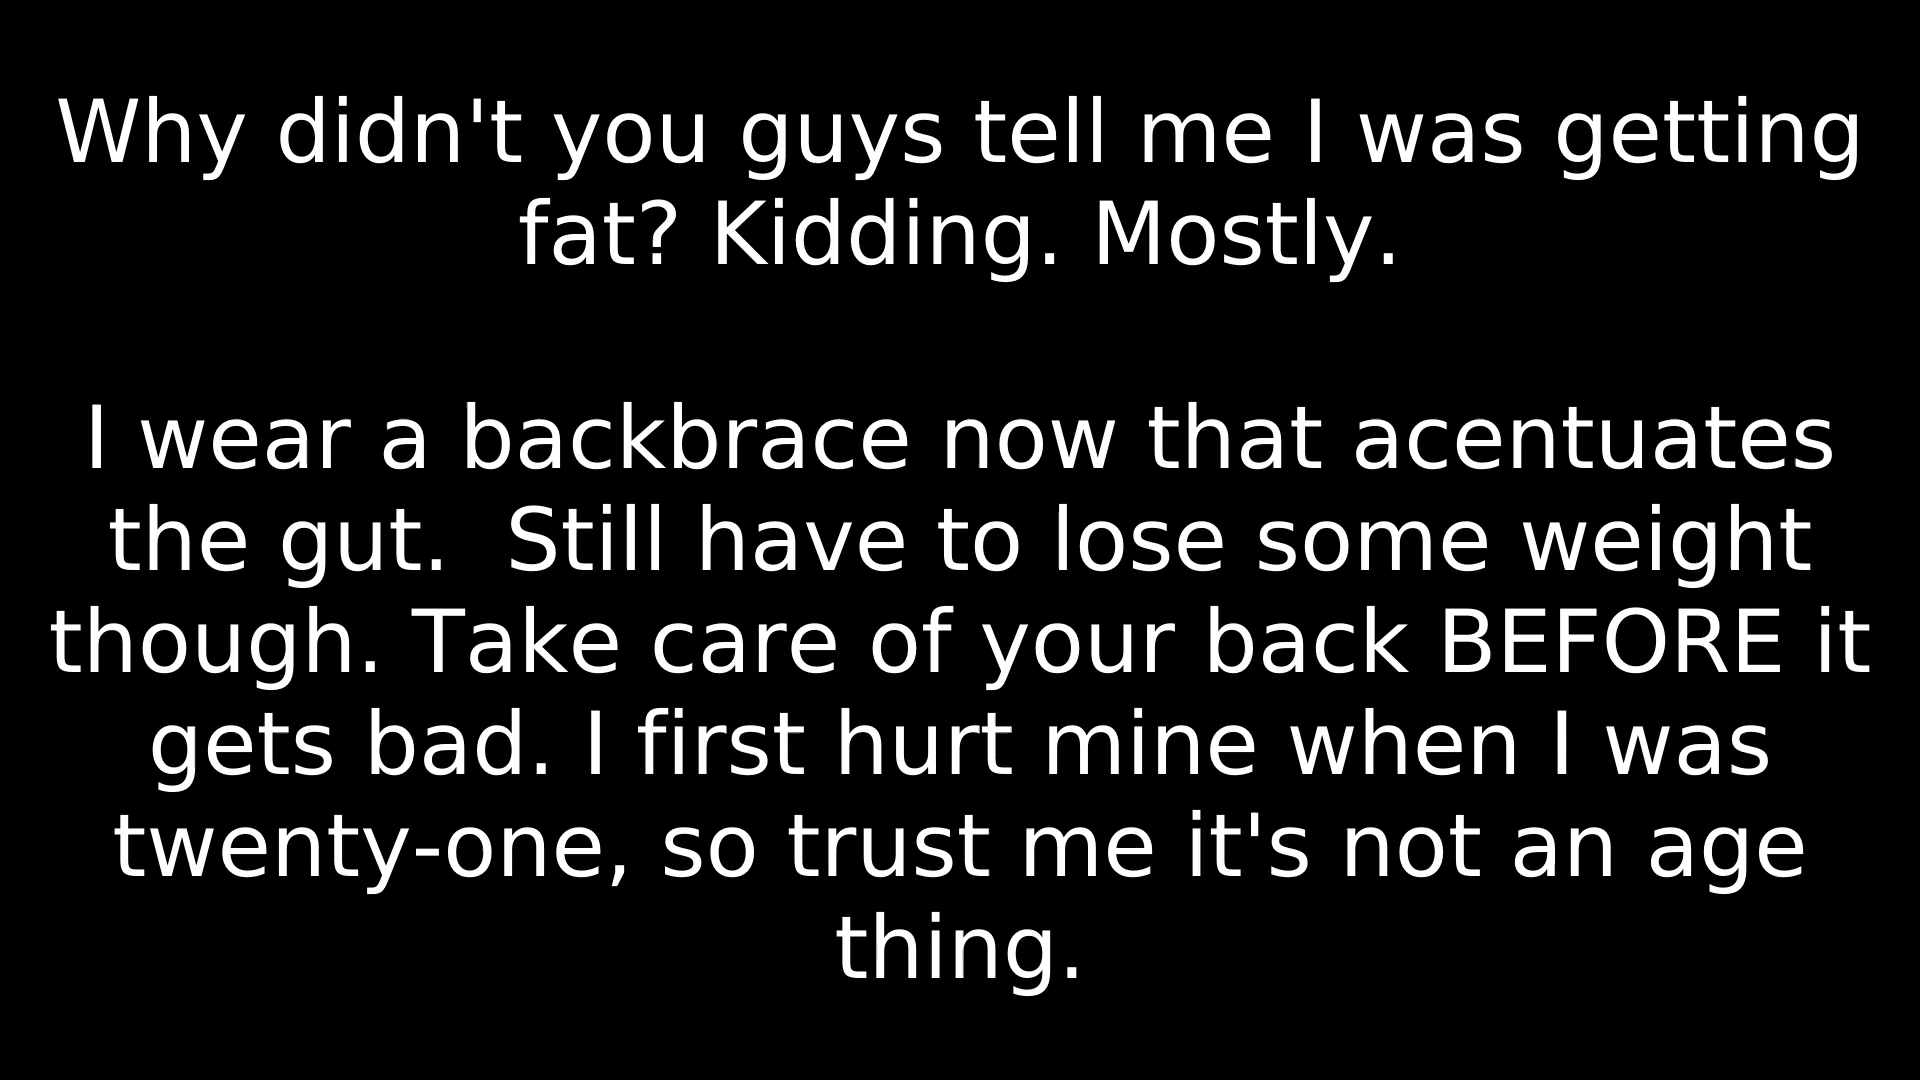 Why didn't you guys tell me I was getting
fat? Kidding. Mostly.
I wear a backbrace now that acentuates
the gut.  Still have to lose some weight
though. Take care of your back BEFORE it
gets bad. I first hurt mine when I was
twenty-one, so trust me it's not an age
thing.